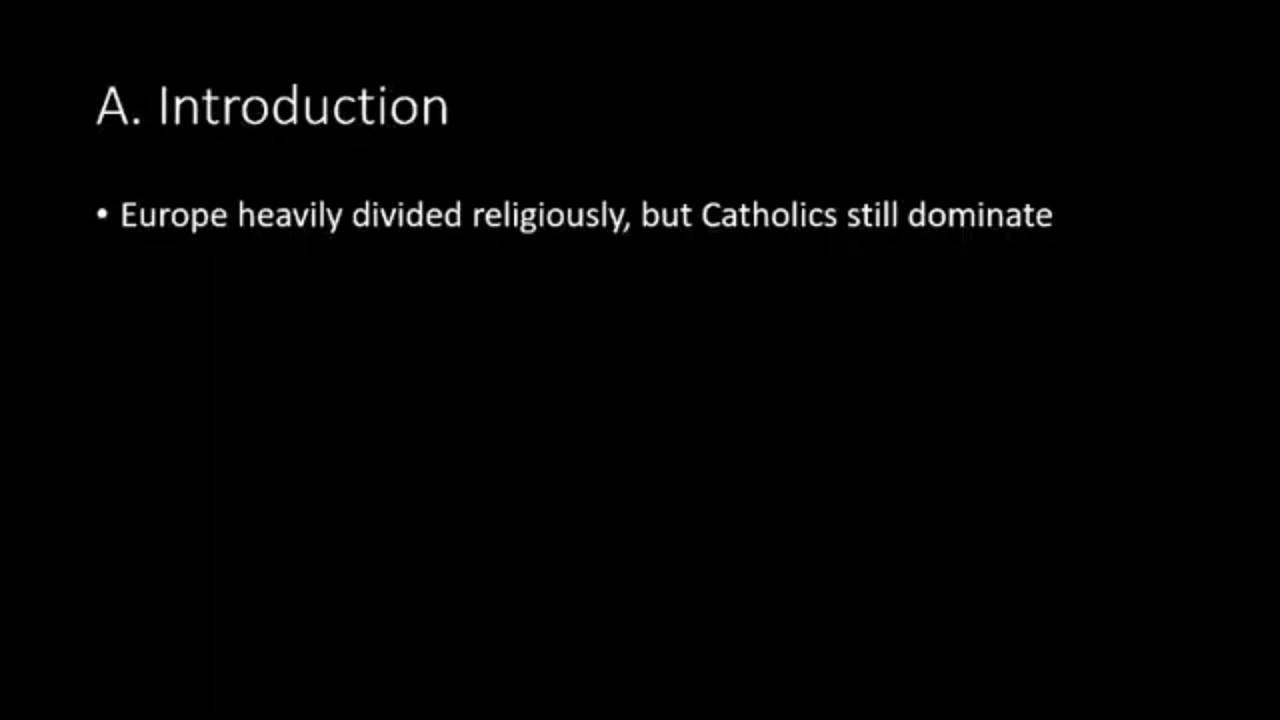 A. Introduction
• Europe heavily divided religiously, but Catholics still dominate